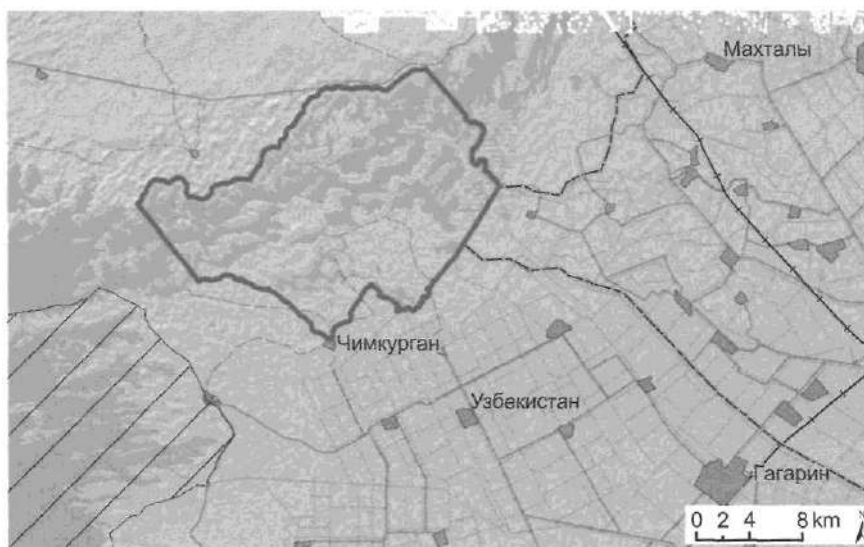 Махталы
Чимкурган
Узбекистан
Гагарин
0 2 4 8 km